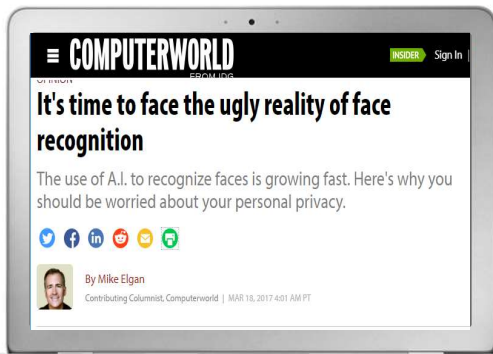 ≡ COMPUTERWORLD
FROM IDG
INSIDER Sign In
OPINION
It's time to face the ugly reality of face
recognition
The use of A.I. to recognize faces is growing fast. Here's why you
should be worried about your personal privacy.
By Mike Elgan
Contributing Columnist, Computerworld | MAR 18, 2017 4:01 AM PT